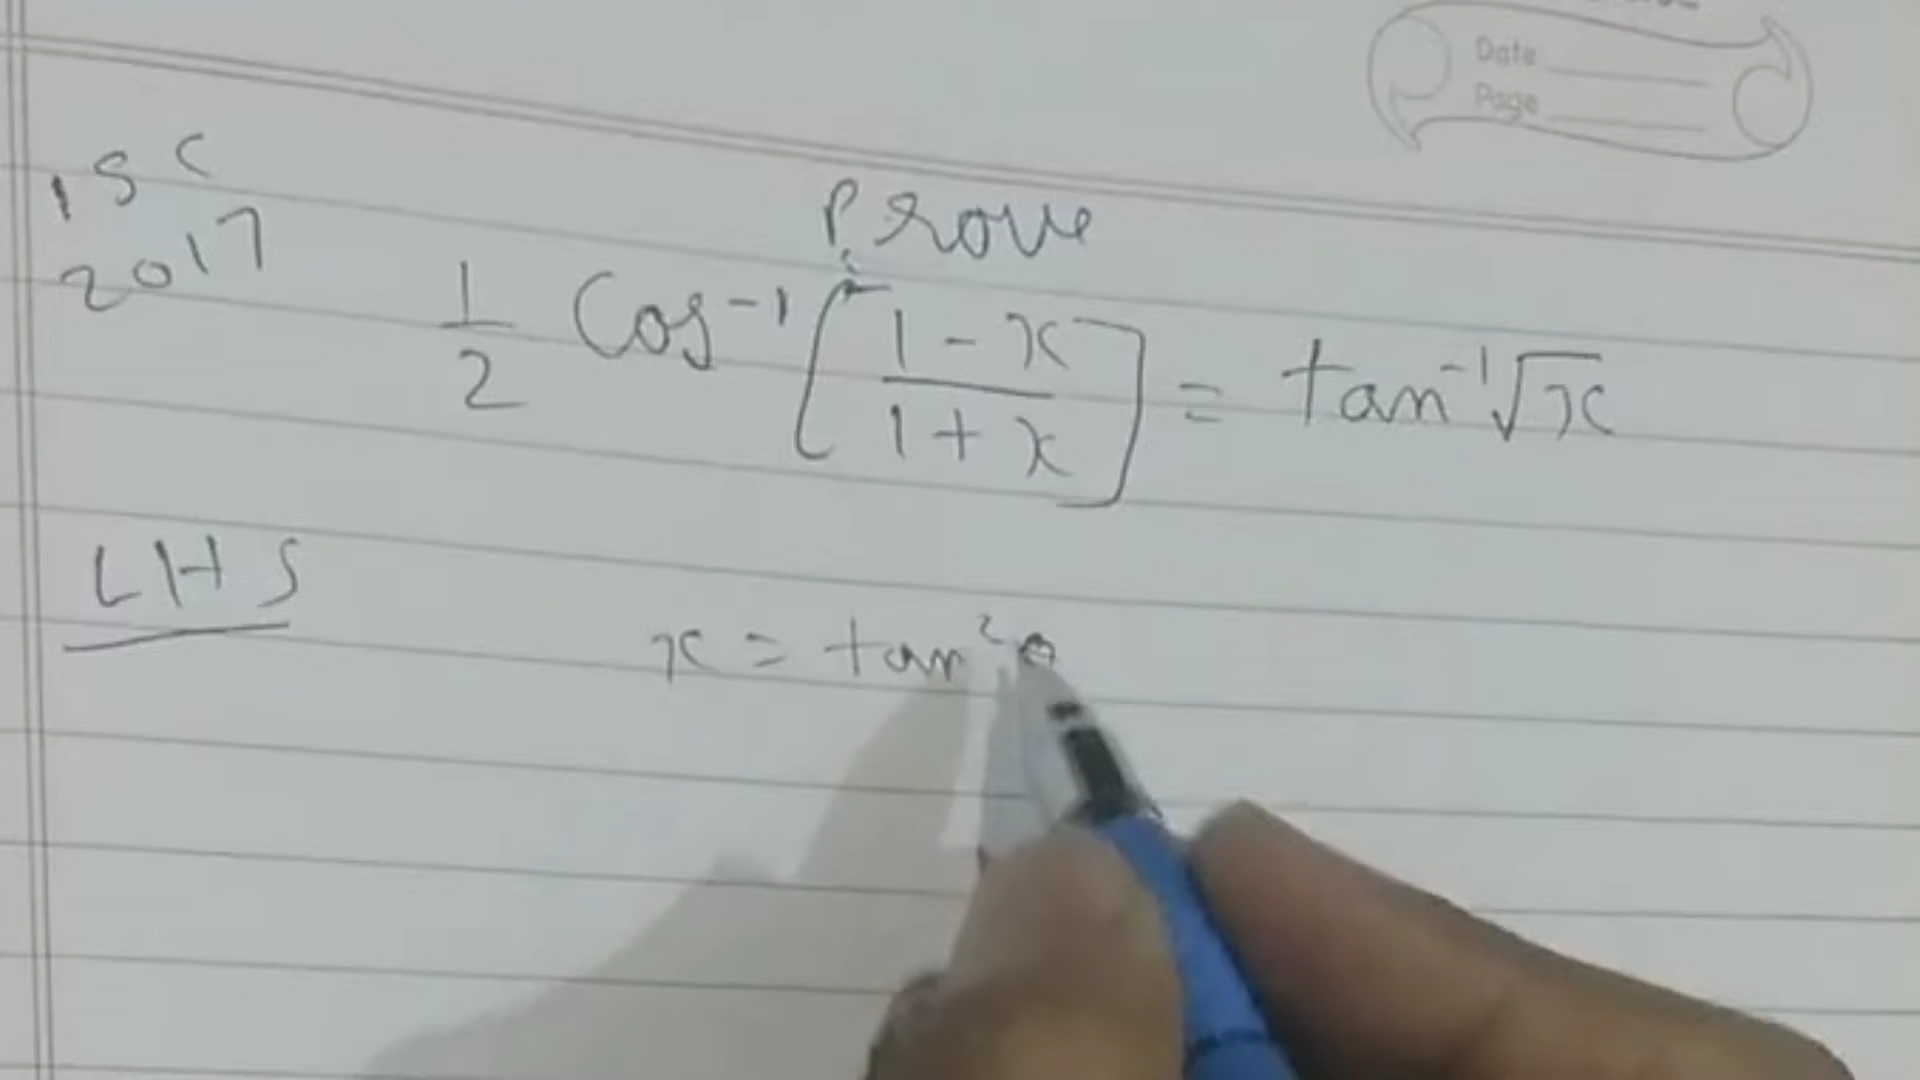 Date
Page
ISC
2017
Prove
1/2 Cos⁻¹[1-x/1+x] = tan⁻¹√x
LHS
x = tan²θ